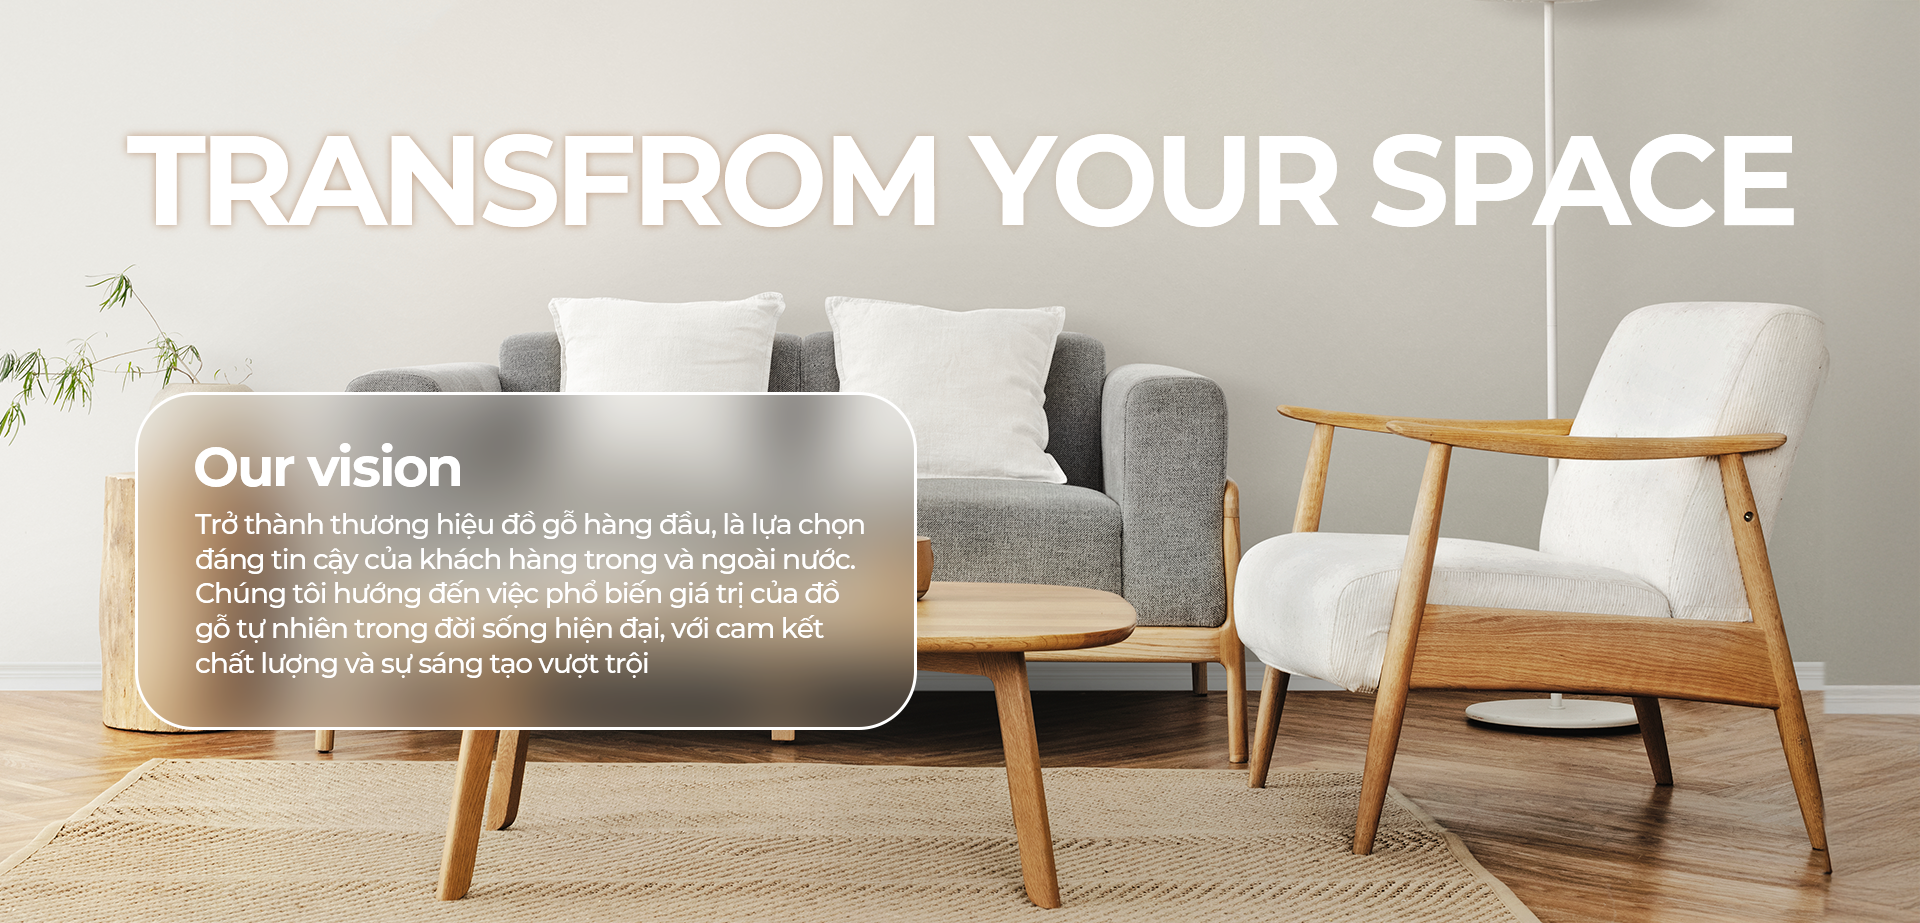 TRANSFROM YOUR SPACE
Our vision
Trở thành thương hiệu đồ gỗ hàng đầu, là lựa chọn
đáng tin cậy của khách hàng trong và ngoài nước.
Chúng tôi hướng đến việc phổ biến giá trị của đồ
gỗ tự nhiên trong đời sống hiện đại, với cam kết
chất lượng và sự sáng tạo vượt trội